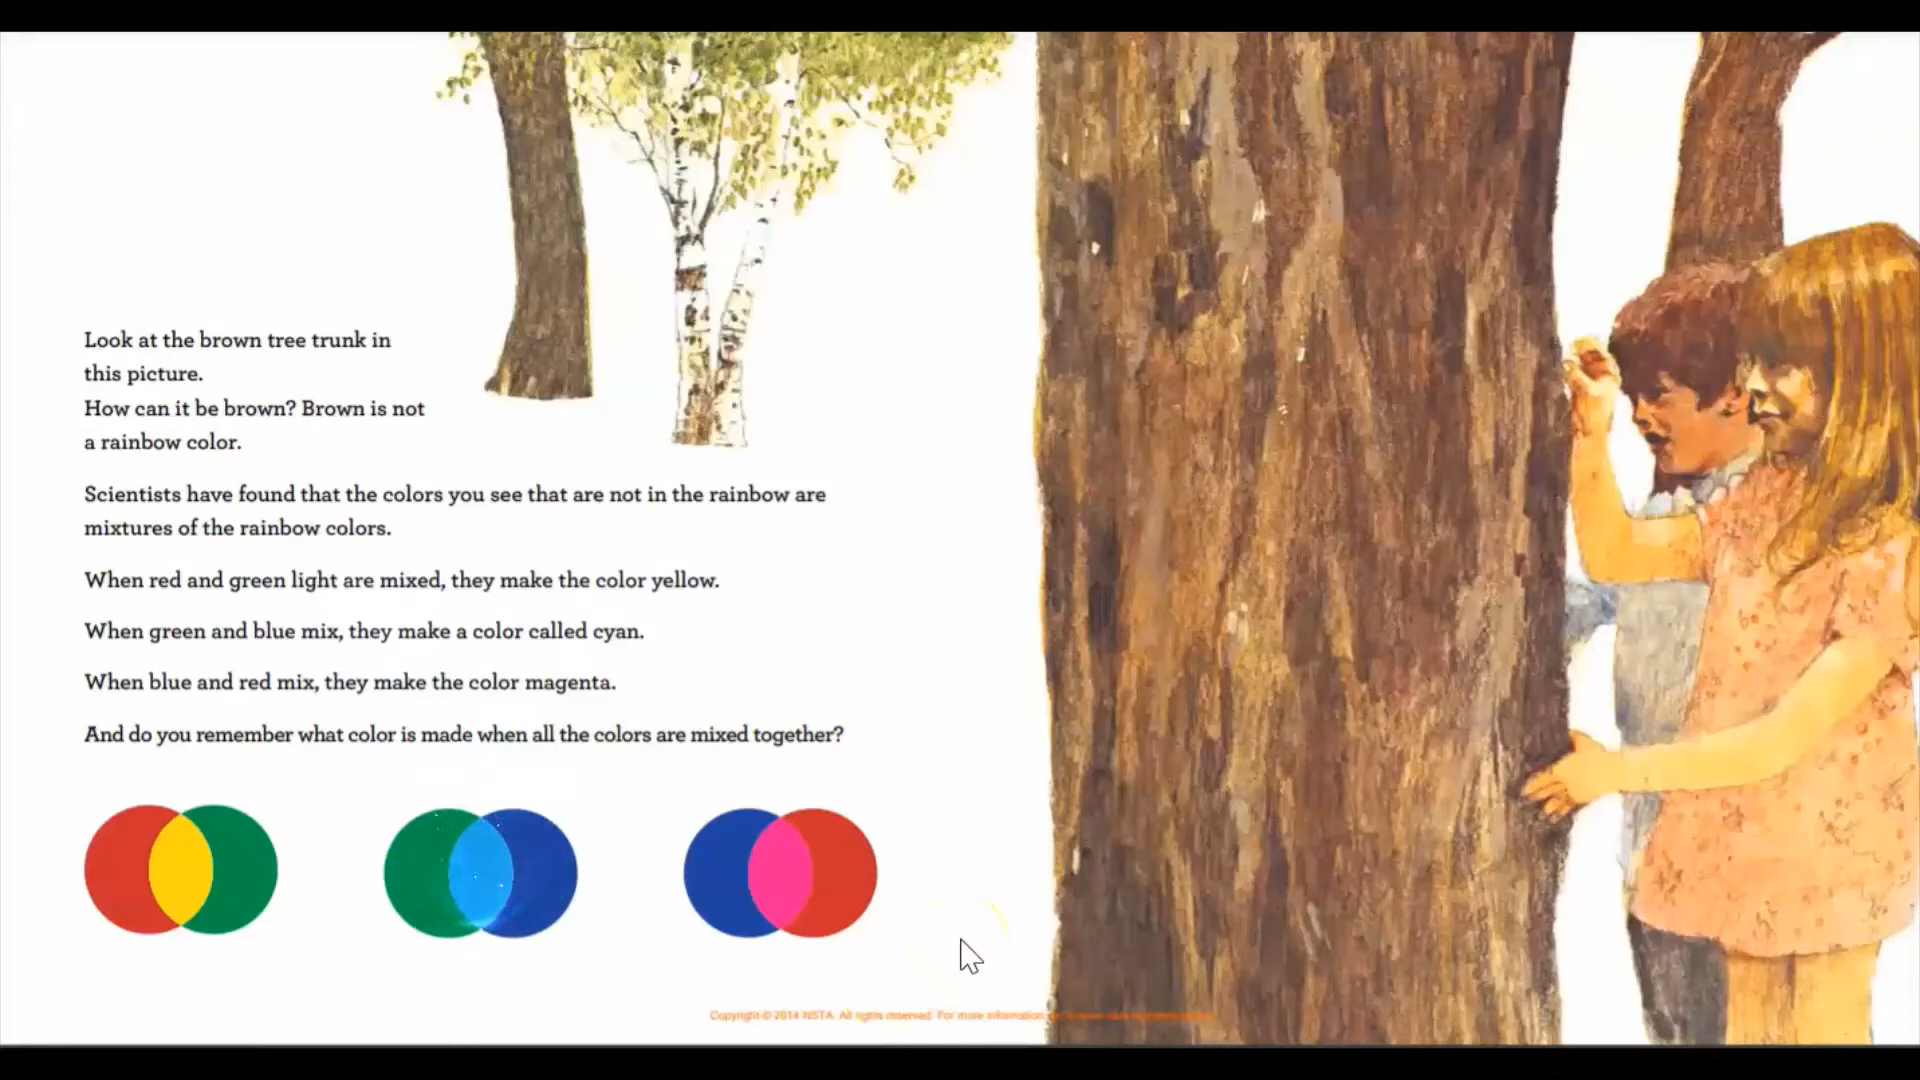 Look at the brown tree trunk in
this picture.
How can it be brown? Brown is not
a rainbow color.
Scientists have found that the colors you see that are not in the rainbow are
mixtures of the rainbow colors.
When red and green light are mixed, they make the color yellow.
When green and blue mix, they make a color called cyan.
When blue and red mix, they make the color magenta.
And do you remember what color is made when all the colors are mixed together?
Copyright © 2014 NSTA. All rights reserved. For more information,